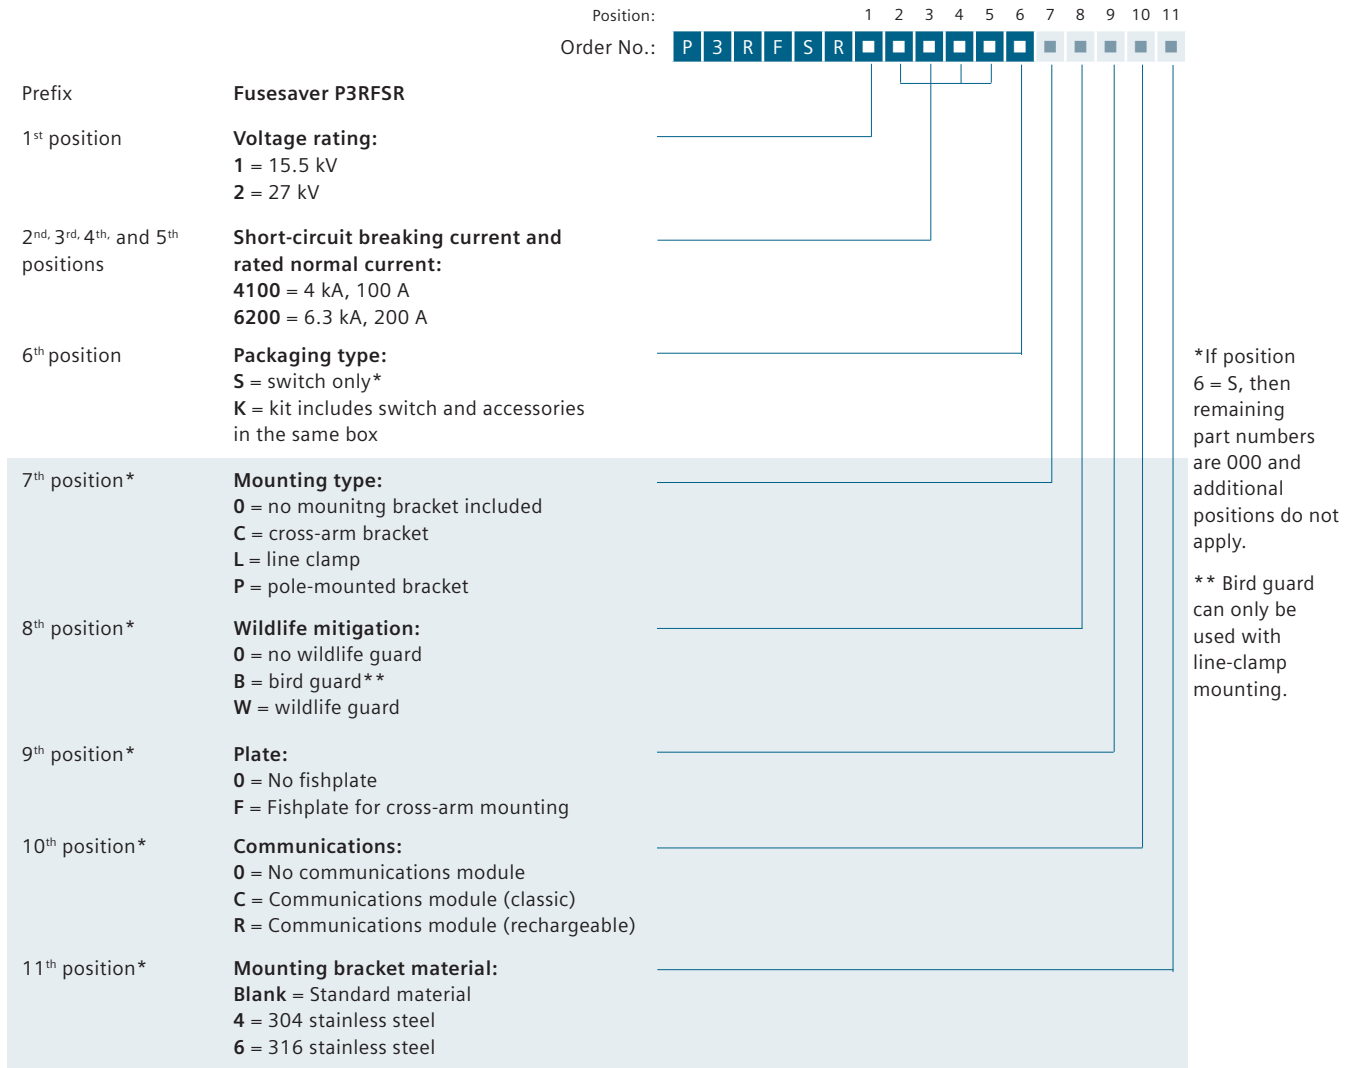 Position: 1 2 3 4 5 6 7 8 9 10 11
Order No.: P 3 R F S R
Prefix Fusesaver P3RFSR
1st position Voltage rating:
1 = 15.5 kV
2 = 27 kV
2nd, 3rd, 4th, and 5th positions Short-circuit breaking current and
rated normal current:
4100 = 4 kA, 100 A
6200 = 6.3 kA, 200 A
6th position Packaging type:
S = switch only*
K = kit includes switch and accessories
in the same box
7th position* Mounting type:
0 = no mounitng bracket included
C = cross-arm bracket
L = line clamp
P = pole-mounted bracket
8th position* Wildlife mitigation:
0 = no wildlife guard
B = bird guard**
W = wildlife guard
9th position* Plate:
0 = No fishplate
F = Fishplate for cross-arm mounting
10th position* Communications:
0 = No communications module
C = Communications module (classic)
R = Communications module (rechargeable)
11th position* Mounting bracket material:
Blank = Standard material
4 = 304 stainless steel
6 = 316 stainless steel
*If position
6 = S, then
remaining
part numbers
are 000 and
additional
positions do not
apply.
** Bird guard
can only be
used with
line-clamp
mounting.